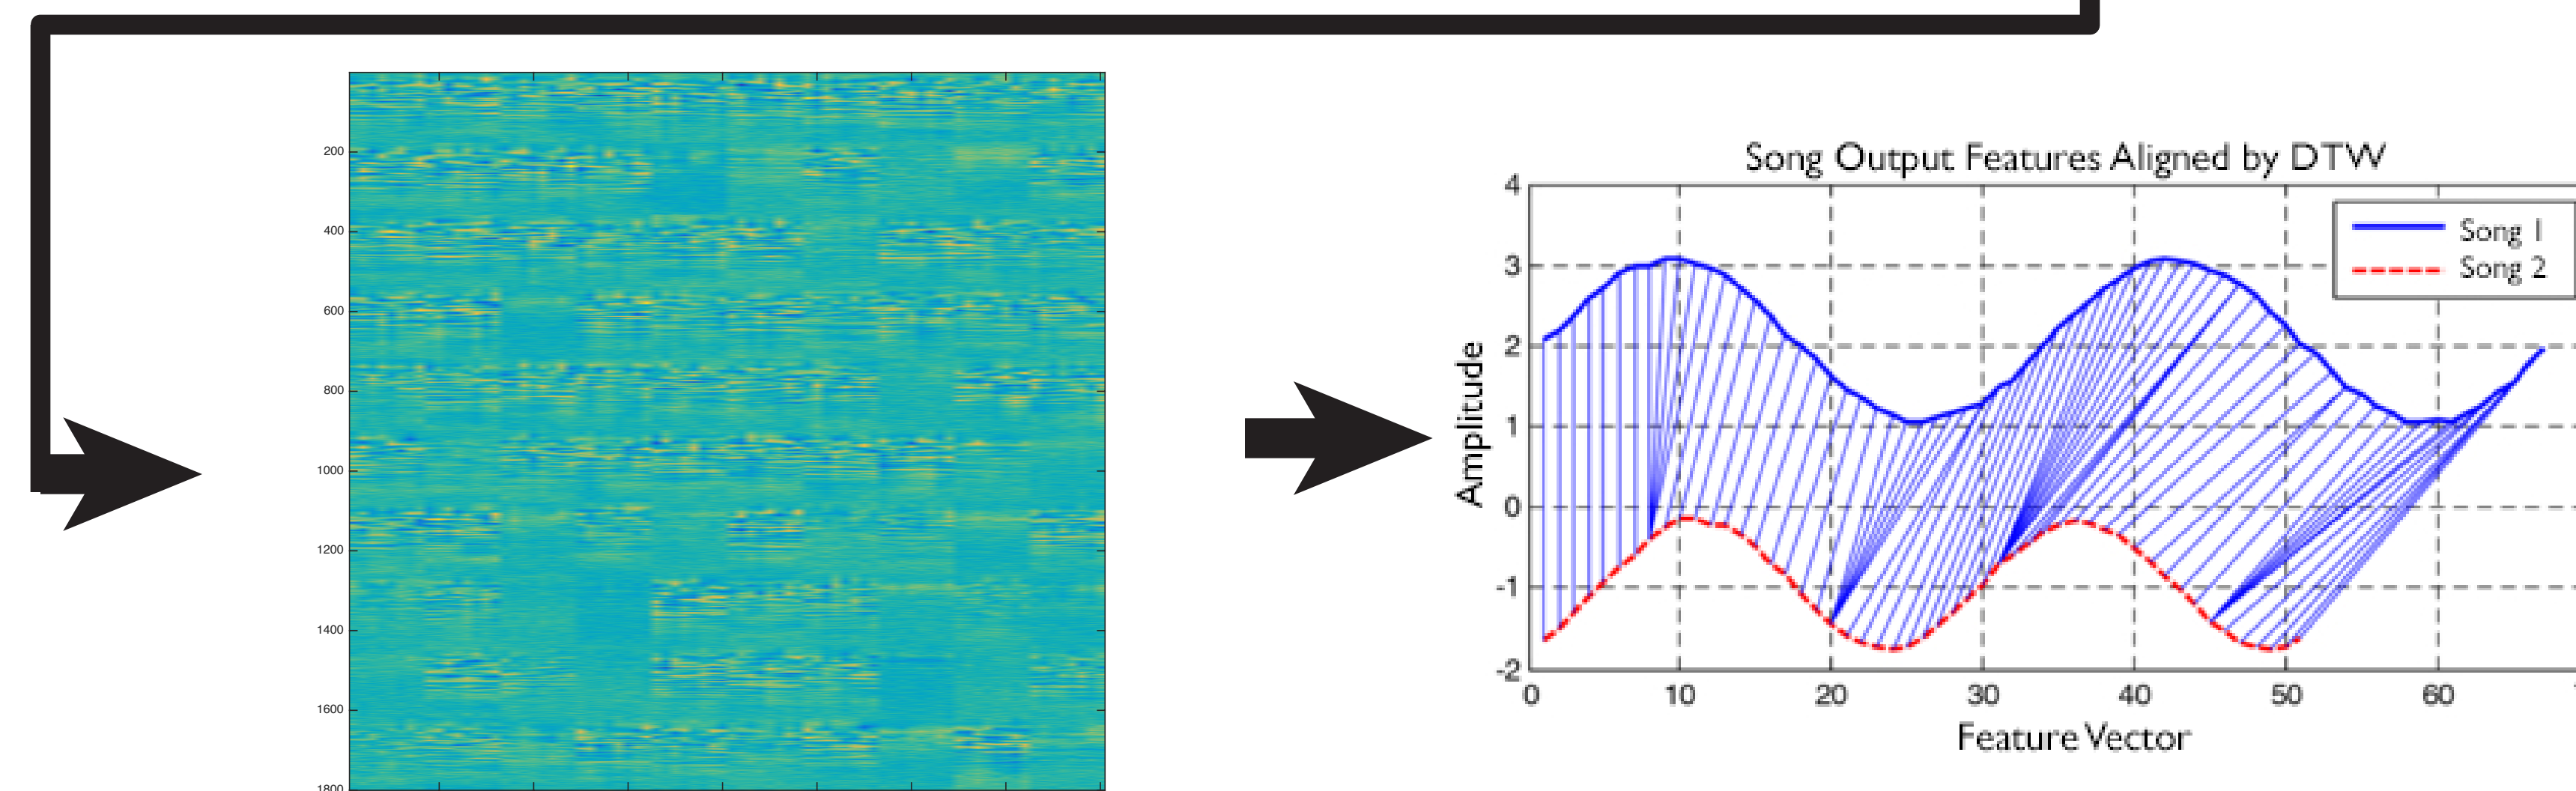 200
400
600
800
1000
1200
1400
1600
1800
Song Output Features Aligned by DTW
Song 1
Song 2
Amplitude
4
3
2
1
0
-1
-2
0 10 20 30 40 50 60
Feature Vector